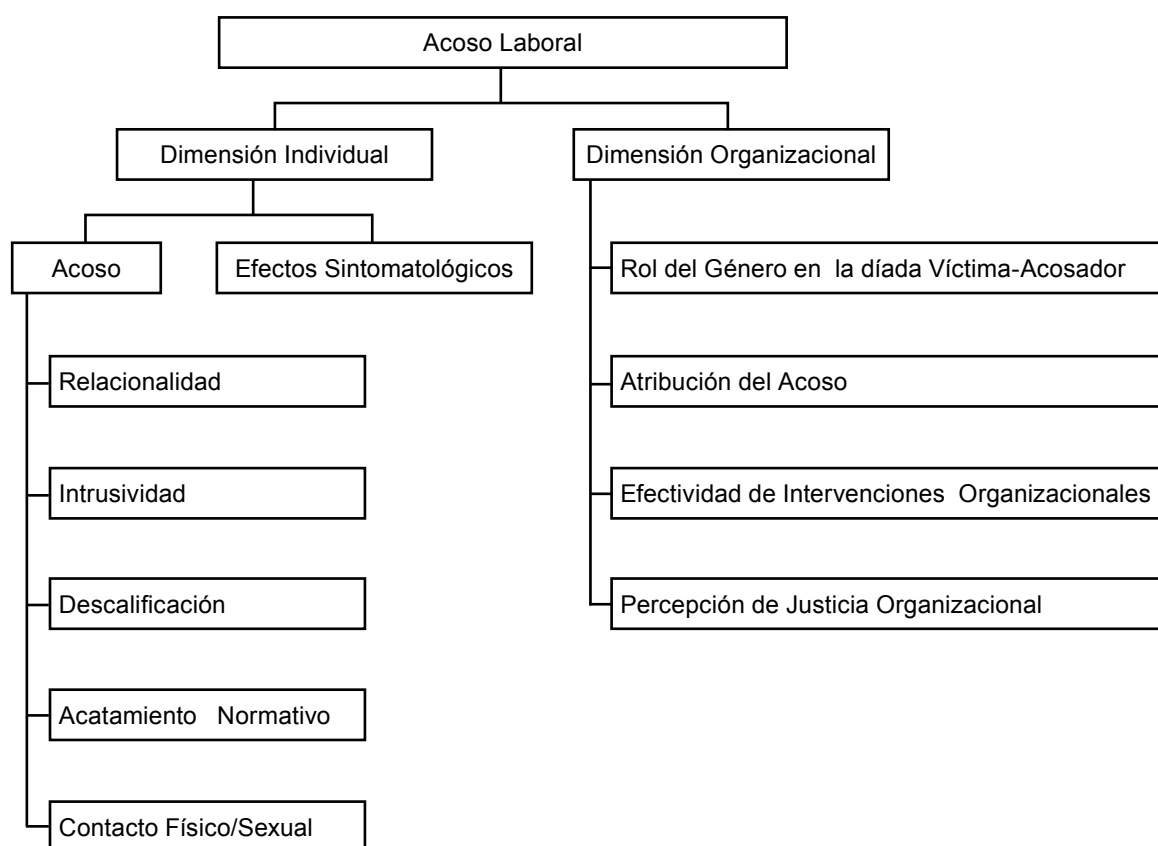 Acoso Laboral
Dimensión Individual
Dimensión Organizacional
Acoso
Efectos Sintomatológicos
Rol del Género en la díada Víctima-Acosador
Relacionalidad
Atribución del Acoso
Intrusividad
Efectividad de Intervenciones Organizacionales
Descalificación
Percepción de Justicia Organizacional
Acatamiento Normativo
Contacto Físico/Sexual